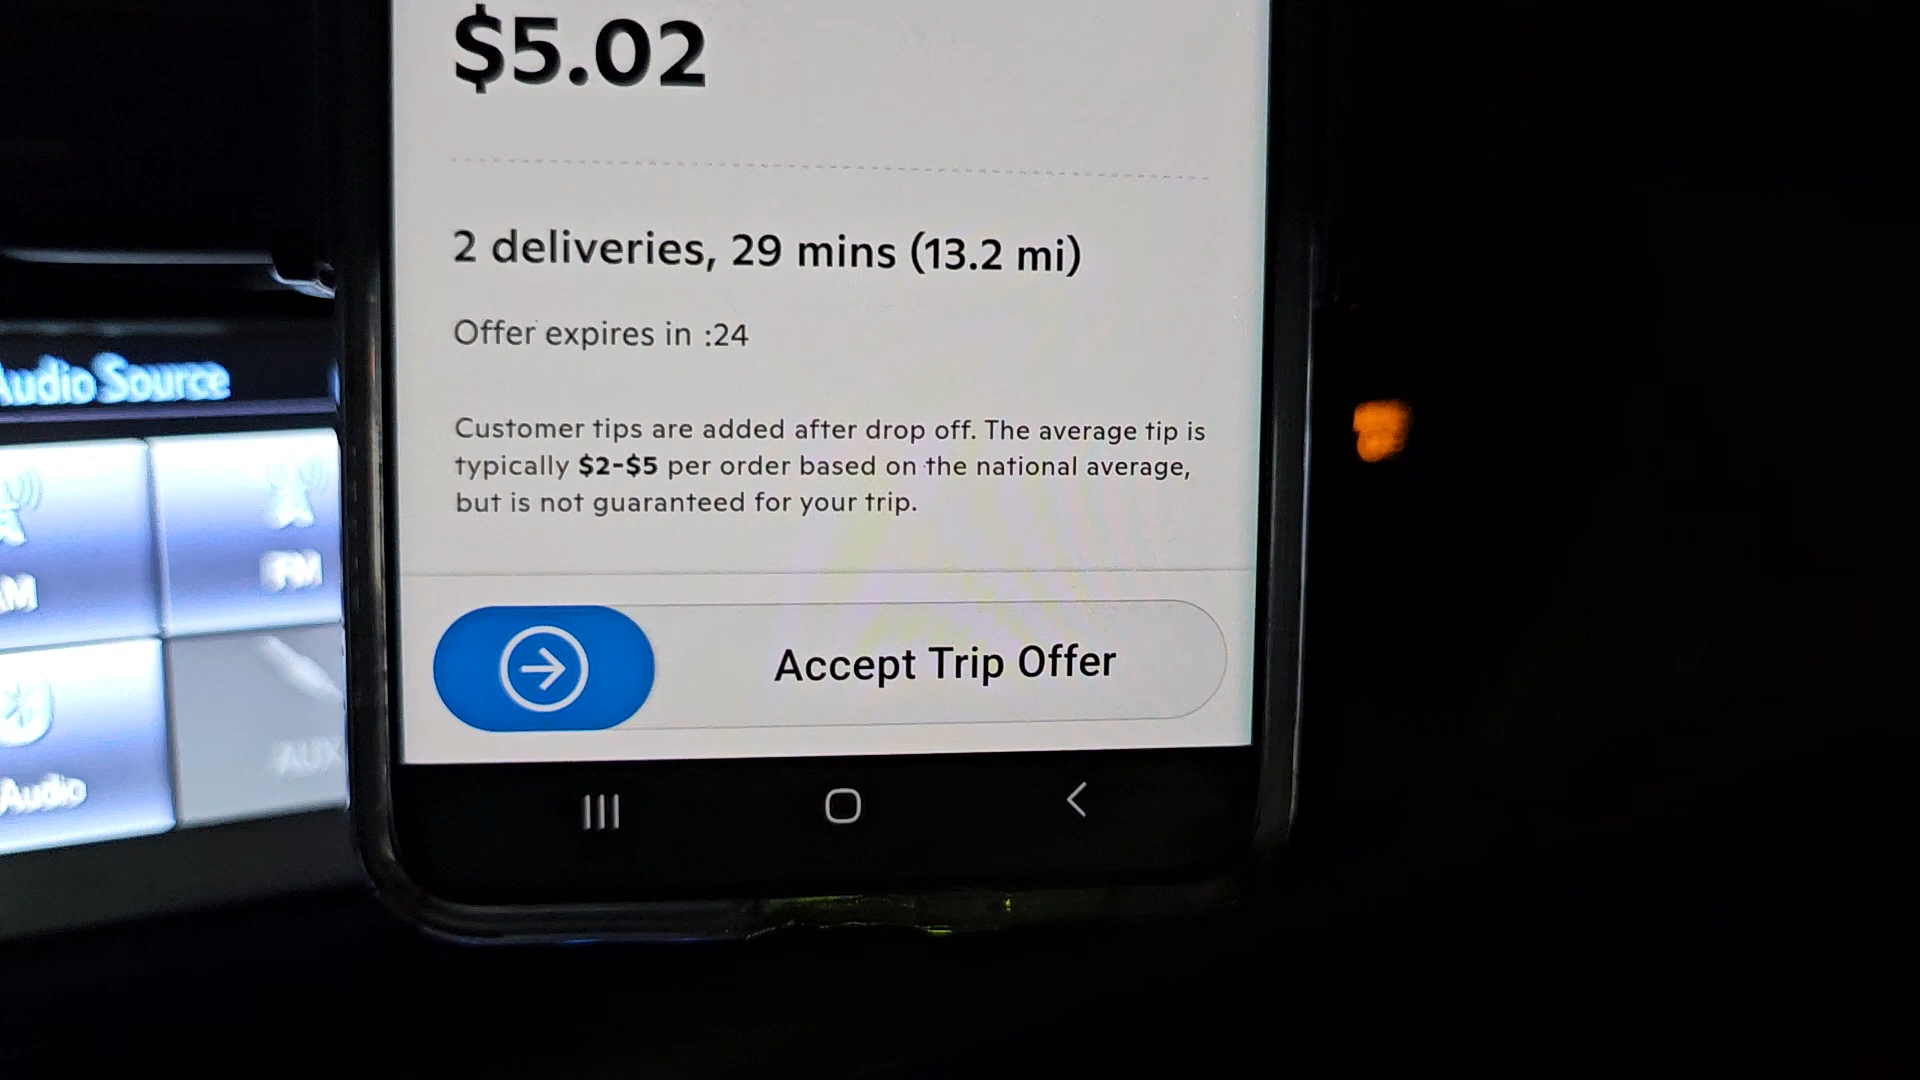 $5.02
2 deliveries, 29 mins (13.2 mi)
Offer expires in :24
Customer tips are added after drop off. The average tip is
typically $2-$5 per order based on the national average,
but is not guaranteed for your trip.
Accept Trip Offer
Audio Source
AM
FM
Audio
AUX